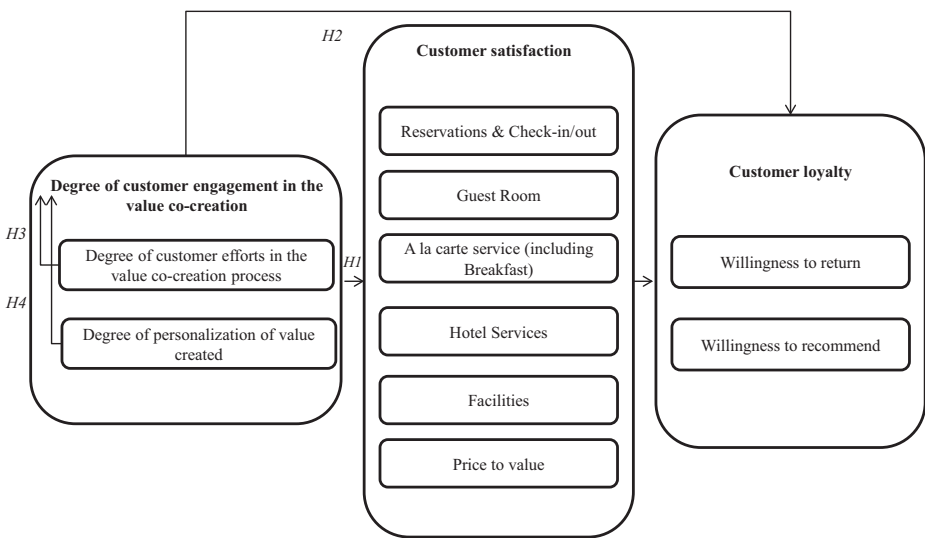 H2
Customer satisfaction
Reservations & Check-in/out
Guest Room
A la carte service (including
Breakfast)
Hotel Services
Facilities
Price to value
Degree of customer engagement in the
value co-creation
H3
Degree of customer efforts in the
value co-creation process
H4
Degree of personalization of value
created
H1
Customer loyalty
Willingness to return
Willingness to recommend